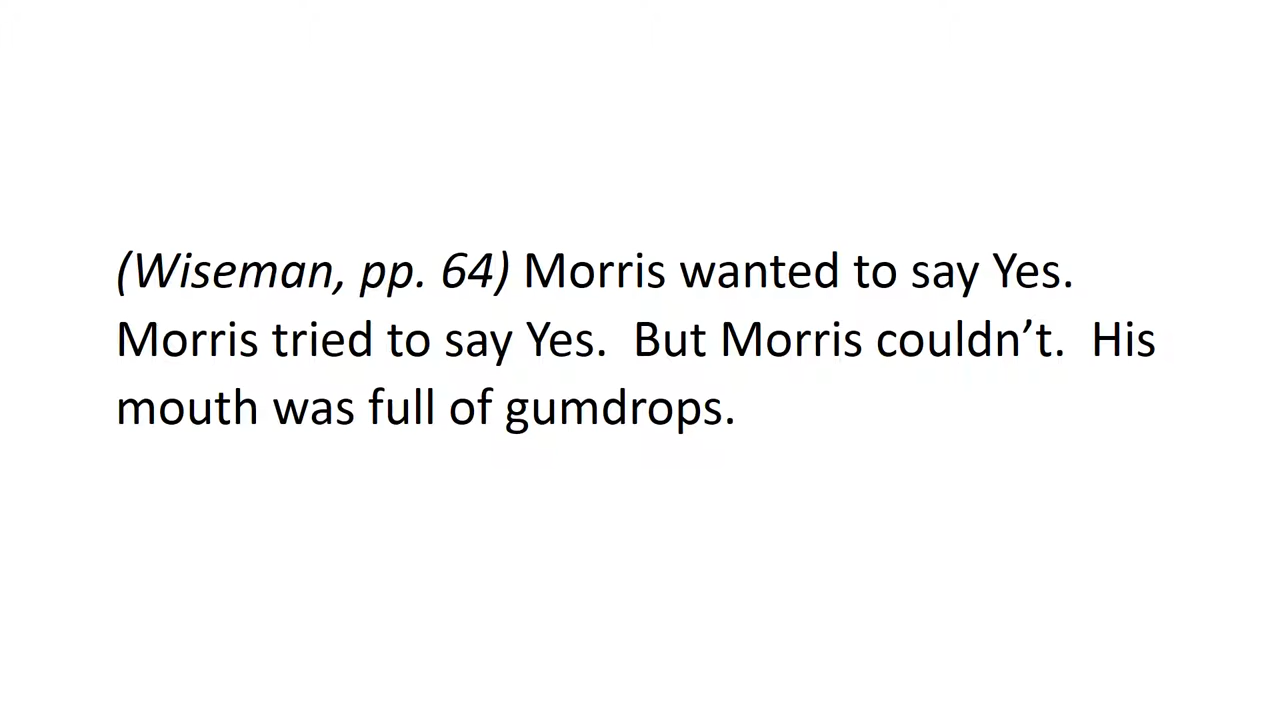 (Wiseman, pp. 64) Morris wanted to say Yes.
Morris tried to say Yes.  But Morris couldn’t.  His
mouth was full of gumdrops.